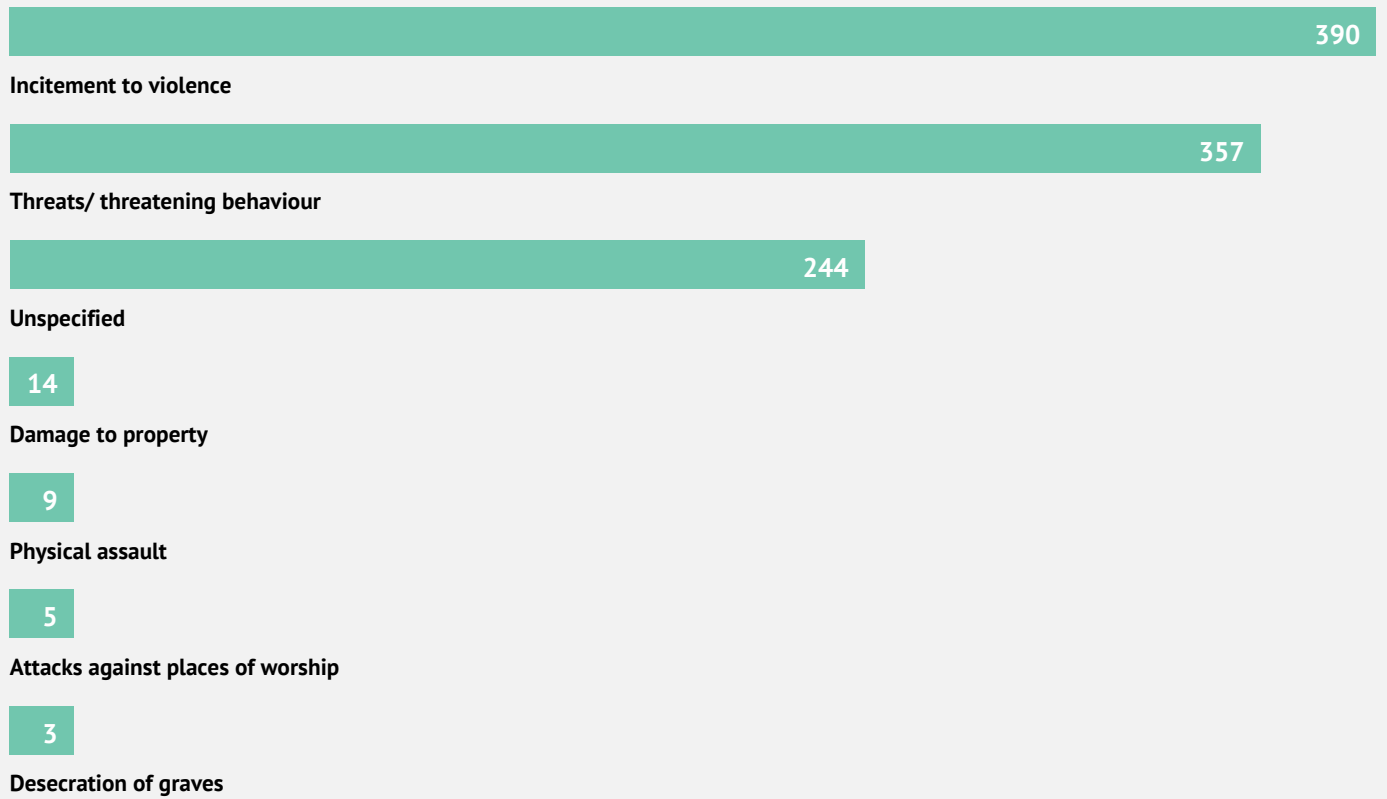 390
Incitement to violence
357
Threats/ threatening behaviour
244
Unspecified
14
Damage to property
9
Physical assault
5
Attacks against places of worship
3
Desecration of graves